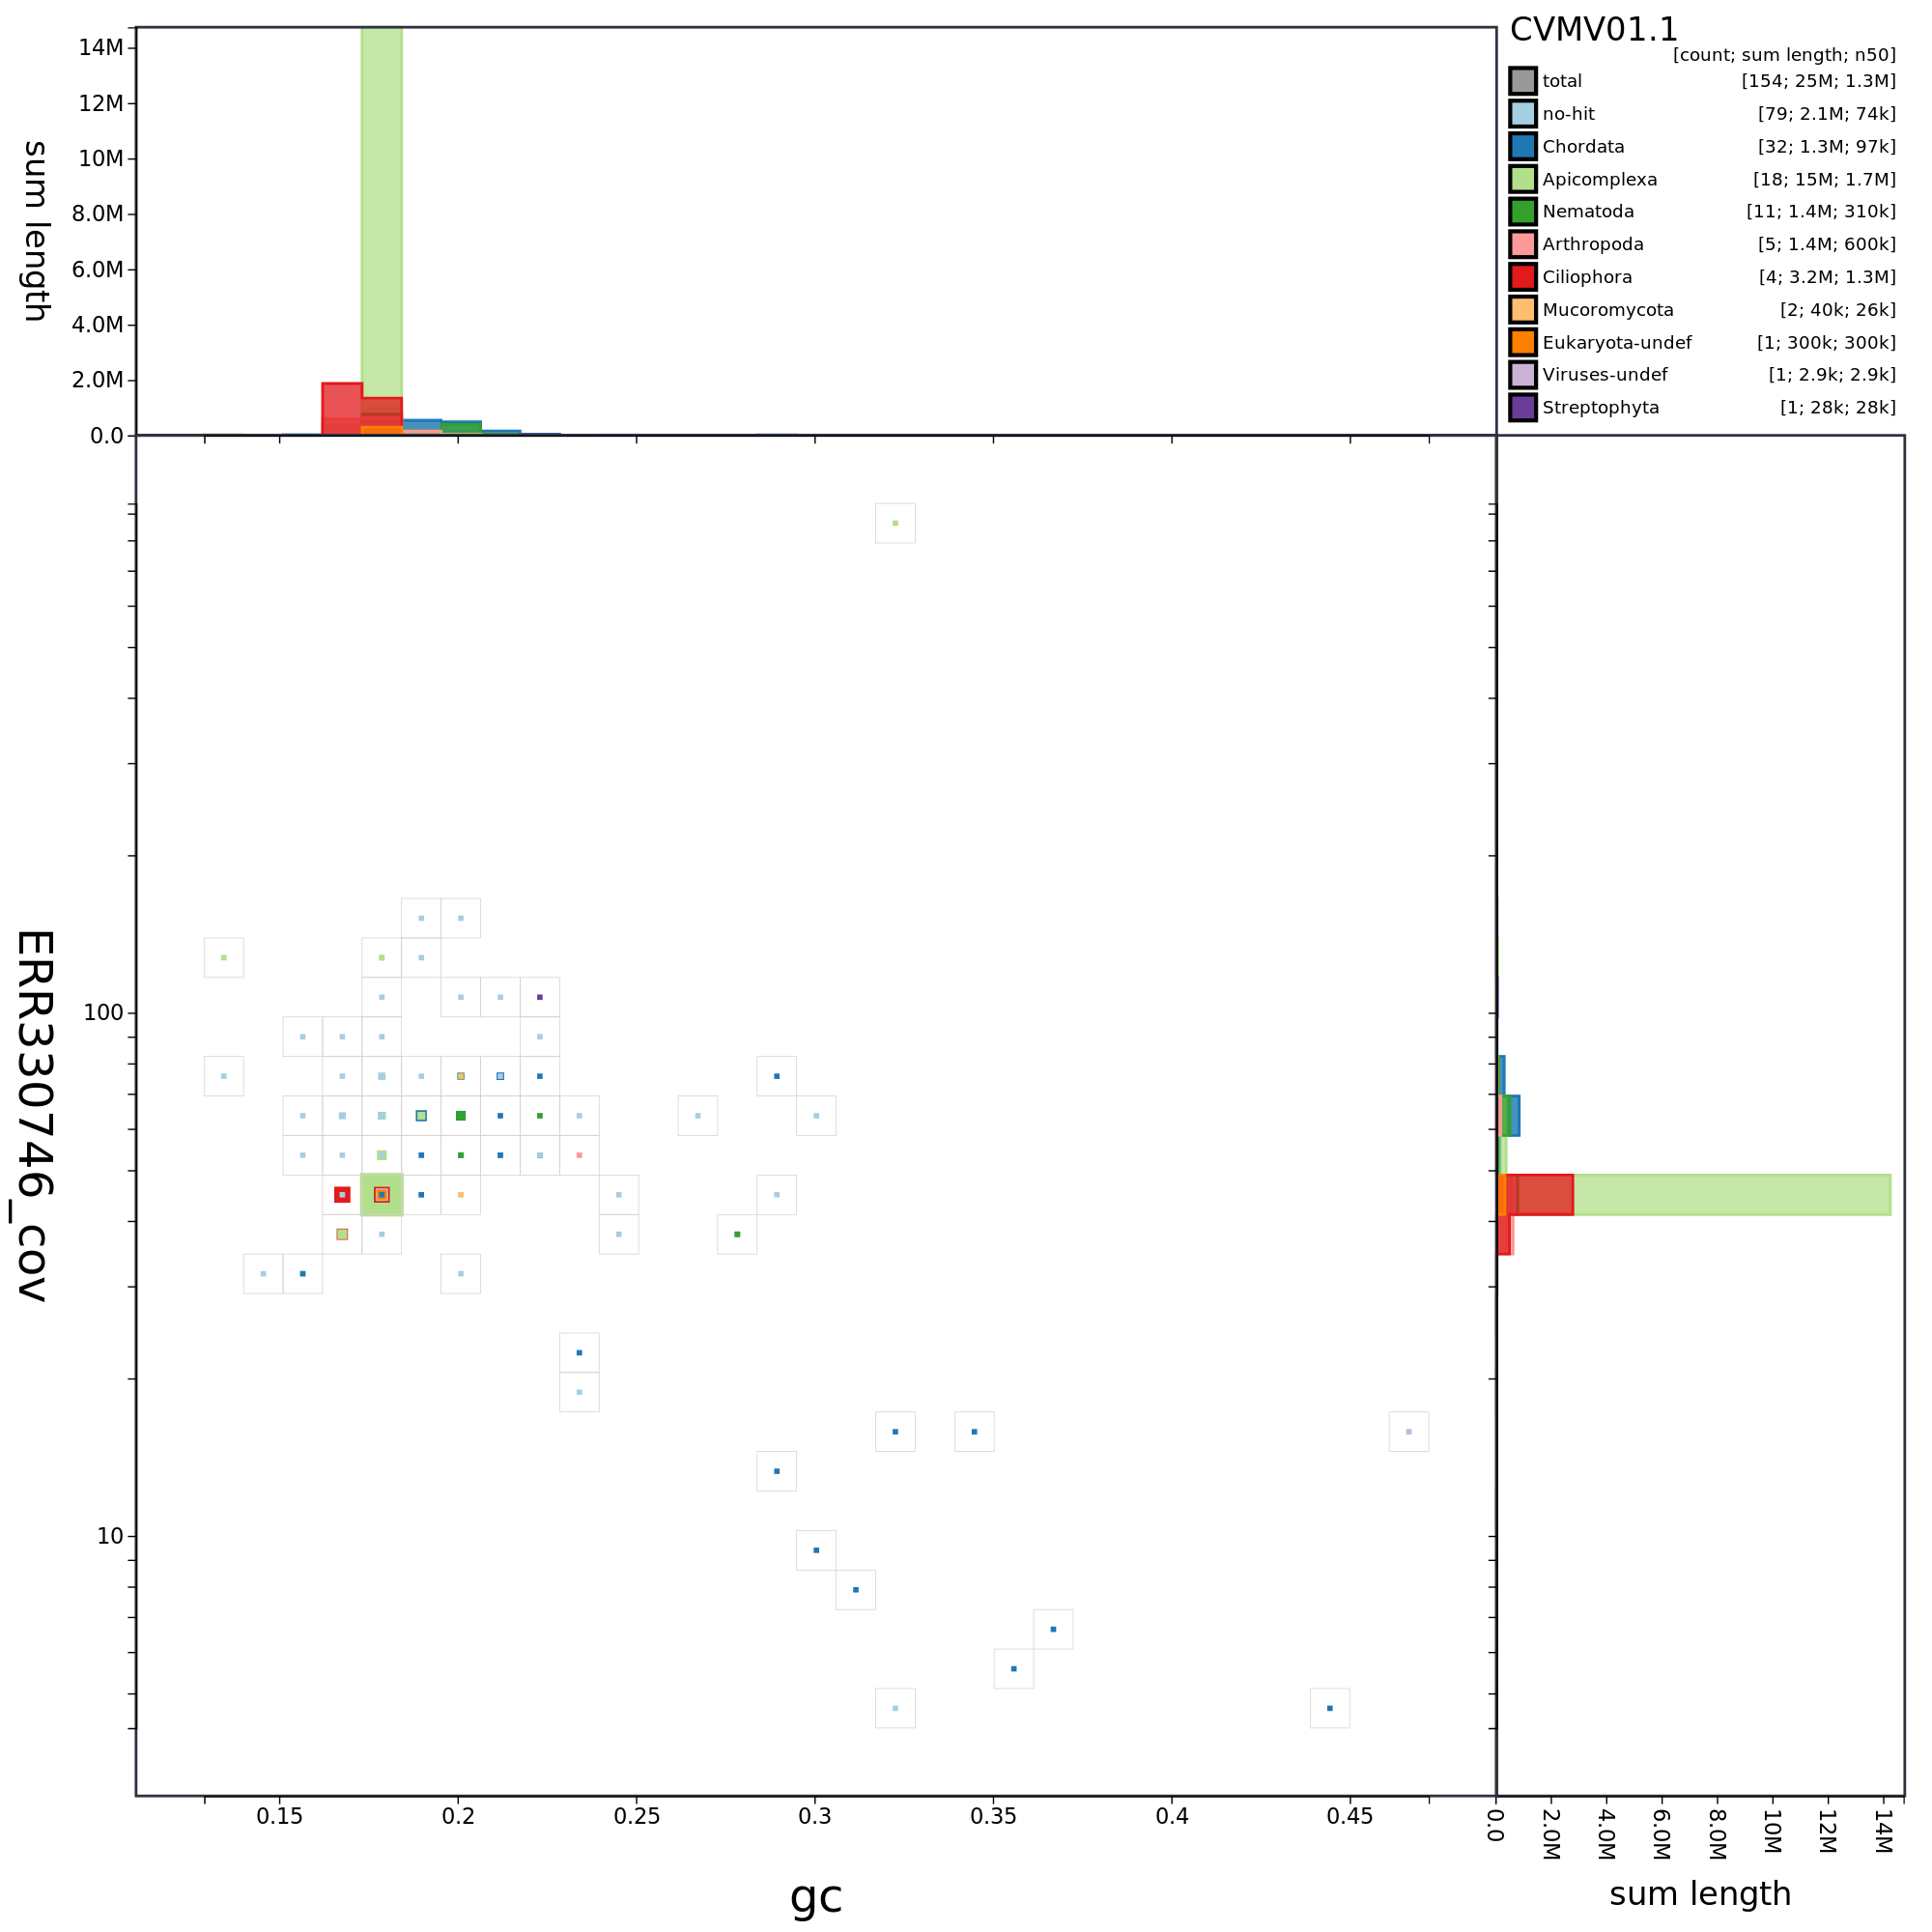 CVMV01.1
[count; sum length; n50]
total [154; 25M; 1.3M]
no-hit [79; 2.1M; 74k]
Chordata [32; 1.3M; 97k]
Apicomplexa [18; 15M; 1.7M]
Nematoda [11; 1.4M; 310k]
Arthropoda [5; 1.4M; 600k]
Ciliophora [4; 3.2M; 1.3M]
Mucoromycota [2; 40k; 26k]
Eukaryota-undef [1; 300k; 300k]
Viruses-undef [1; 2.9k; 2.9k]
Streptophyta [1; 28k; 28k]
sum length
14M
12M
10M
8.0M
6.0M
4.0M
2.0M
0.0
ERR330746_cov
100
10
0.15 0.2 0.25 0.3 0.35 0.4 0.45
gc
0.0 2.0M 4.0M 6.0M 8.0M 10M 12M 14M
sum length